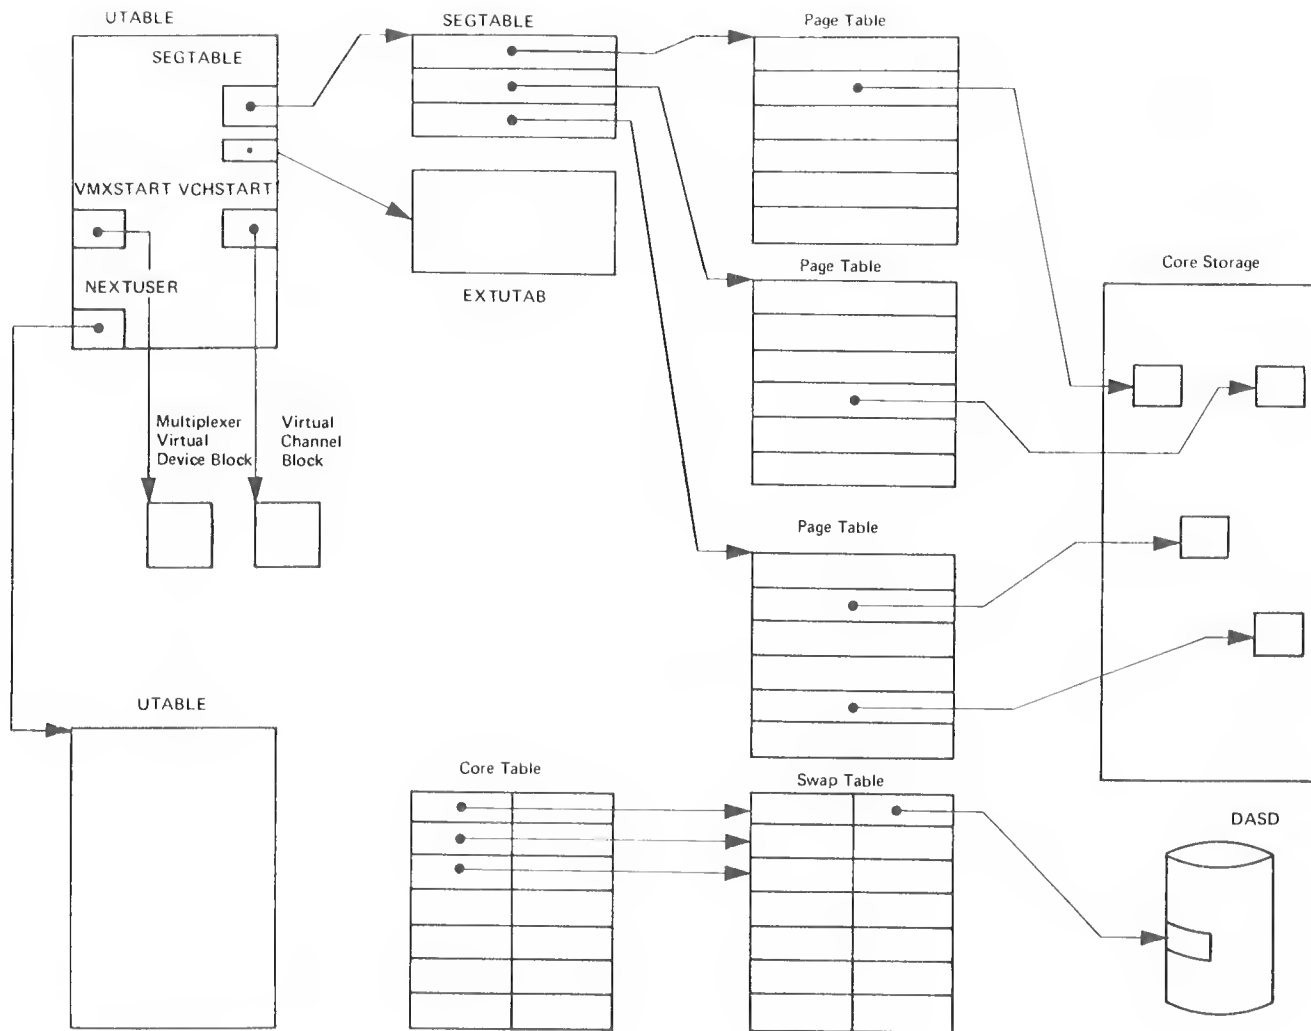 UTABLE
SEGTABLE
Page Table
SEGTABLE
VMXSTART VCHSTART
EXTUTAB
NEXTUSER
Page Table
Core Storage
Multiplexer
Virtual
Device Block
Virtual
Channel
Block
Page Table
UTABLE
Core Table
Swap Table
DASD